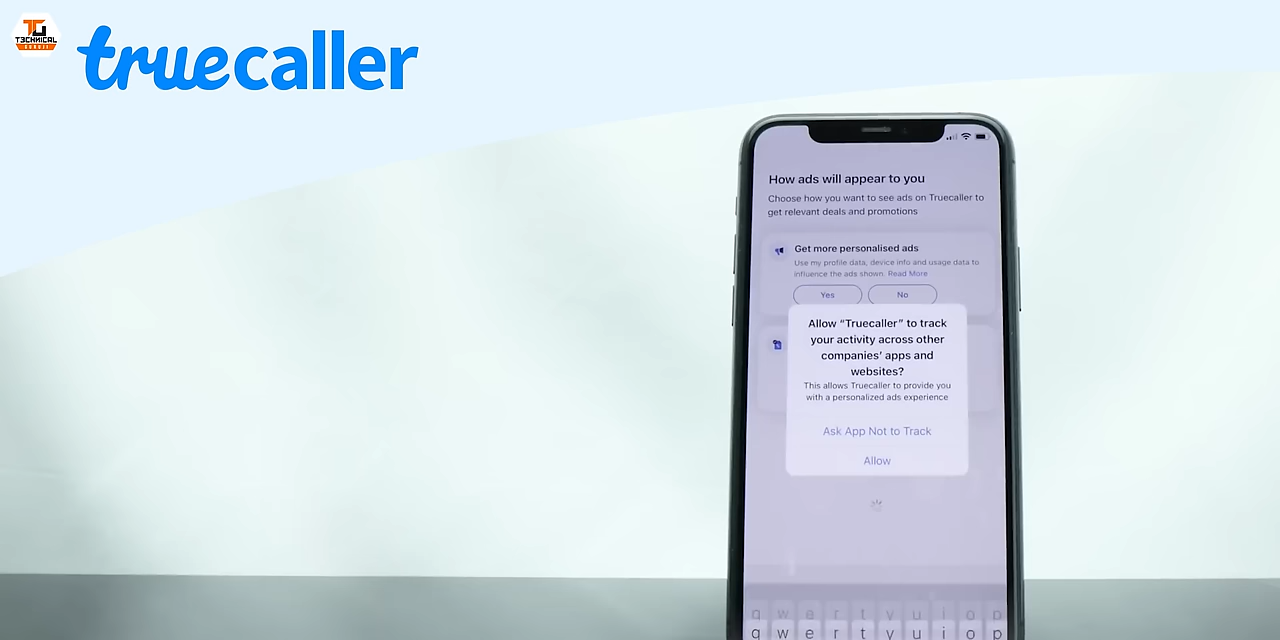 TG
T3CHNICAL
GURUJI
truecaller
How ads will appear to you
Choose how you want to see ads on Truecaller to
get relevant deals and promotions
Get more personalised ads
Use my profile data, device info and usage data to
influence the ads shown. Read More
Yes No
Allow “Truecaller” to track
your activity across other
companies’ apps and
websites?
This allows Truecaller to provide you
with a personalized ads experience
Ask App Not to Track
Allow
q w e r t y u i o p
q w e r t y u i o p